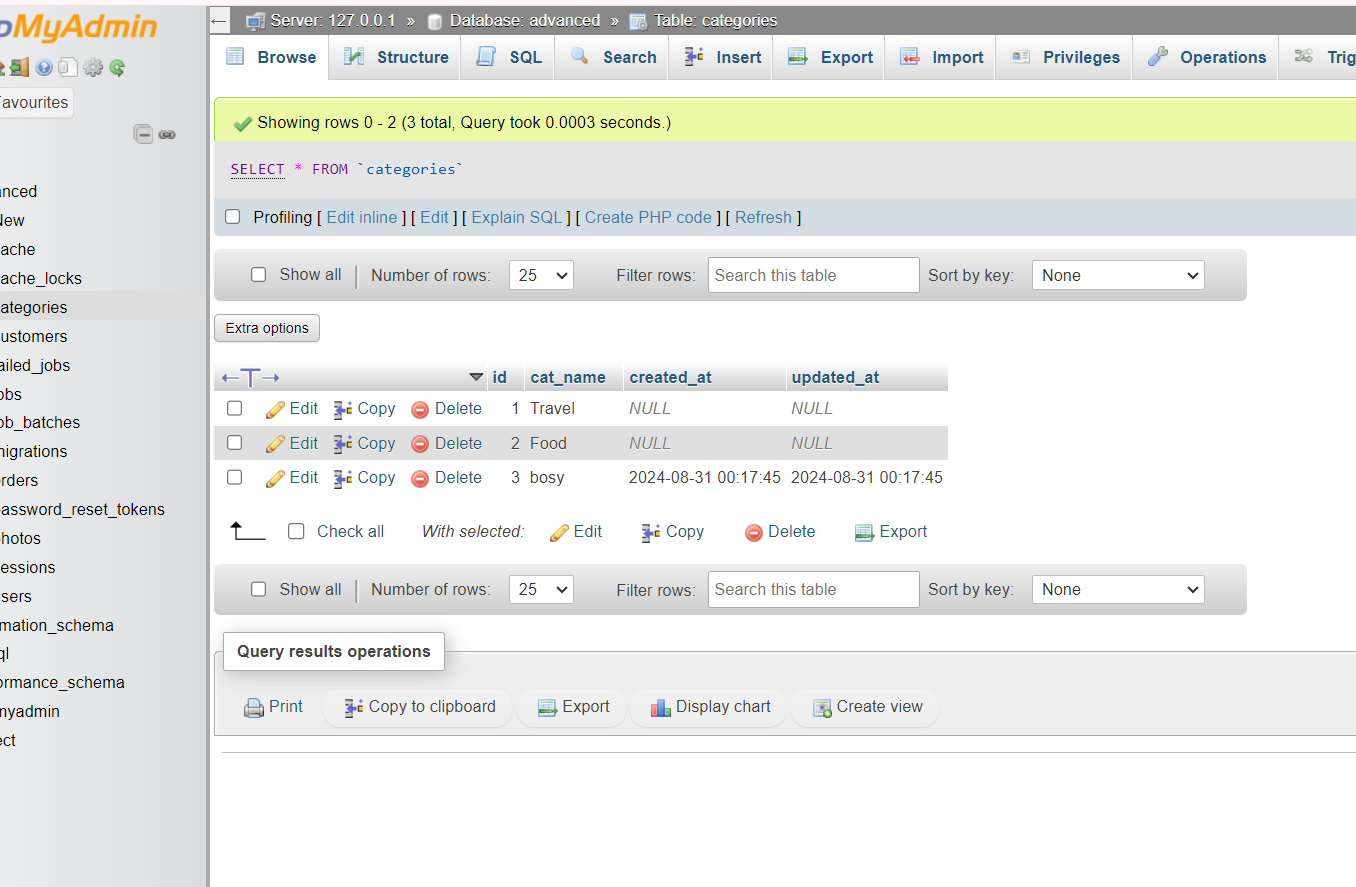 oMyAdmin
Favourites
anced
New
ache
ache_locks
ategories
ustomers
ailed_jobs
obs
ob_batches
nigrations
orders
password_reset_tokens
photos
essions
sers
mation_schema
ql
ormance_schema
myadmin
ect
← Server: 127.0.0.1 » Database: advanced » Table: categories
Browse Structure SQL Search Insert Export Import Privileges Operations Trig
Showing rows 0 - 2 (3 total, Query took 0.0003 seconds.)
SELECT * FROM `categories`
Profiling [ Edit inline ] [ Edit ] [ Explain SQL ] [ Create PHP code ] [ Refresh ]
Show all | Number of rows: 25 Filter rows: Search this table Sort by key: None
Extra options
←T→ id cat_name created_at updated_at
Edit Copy Delete 1 Travel NULL NULL
Edit Copy Delete 2 Food NULL NULL
Edit Copy Delete 3 bosy 2024-08-31 00:17:45 2024-08-31 00:17:45
Check all With selected: Edit Copy Delete Export
Show all | Number of rows: 25 Filter rows: Search this table Sort by key: None
Query results operations
Print Copy to clipboard Export Display chart Create view